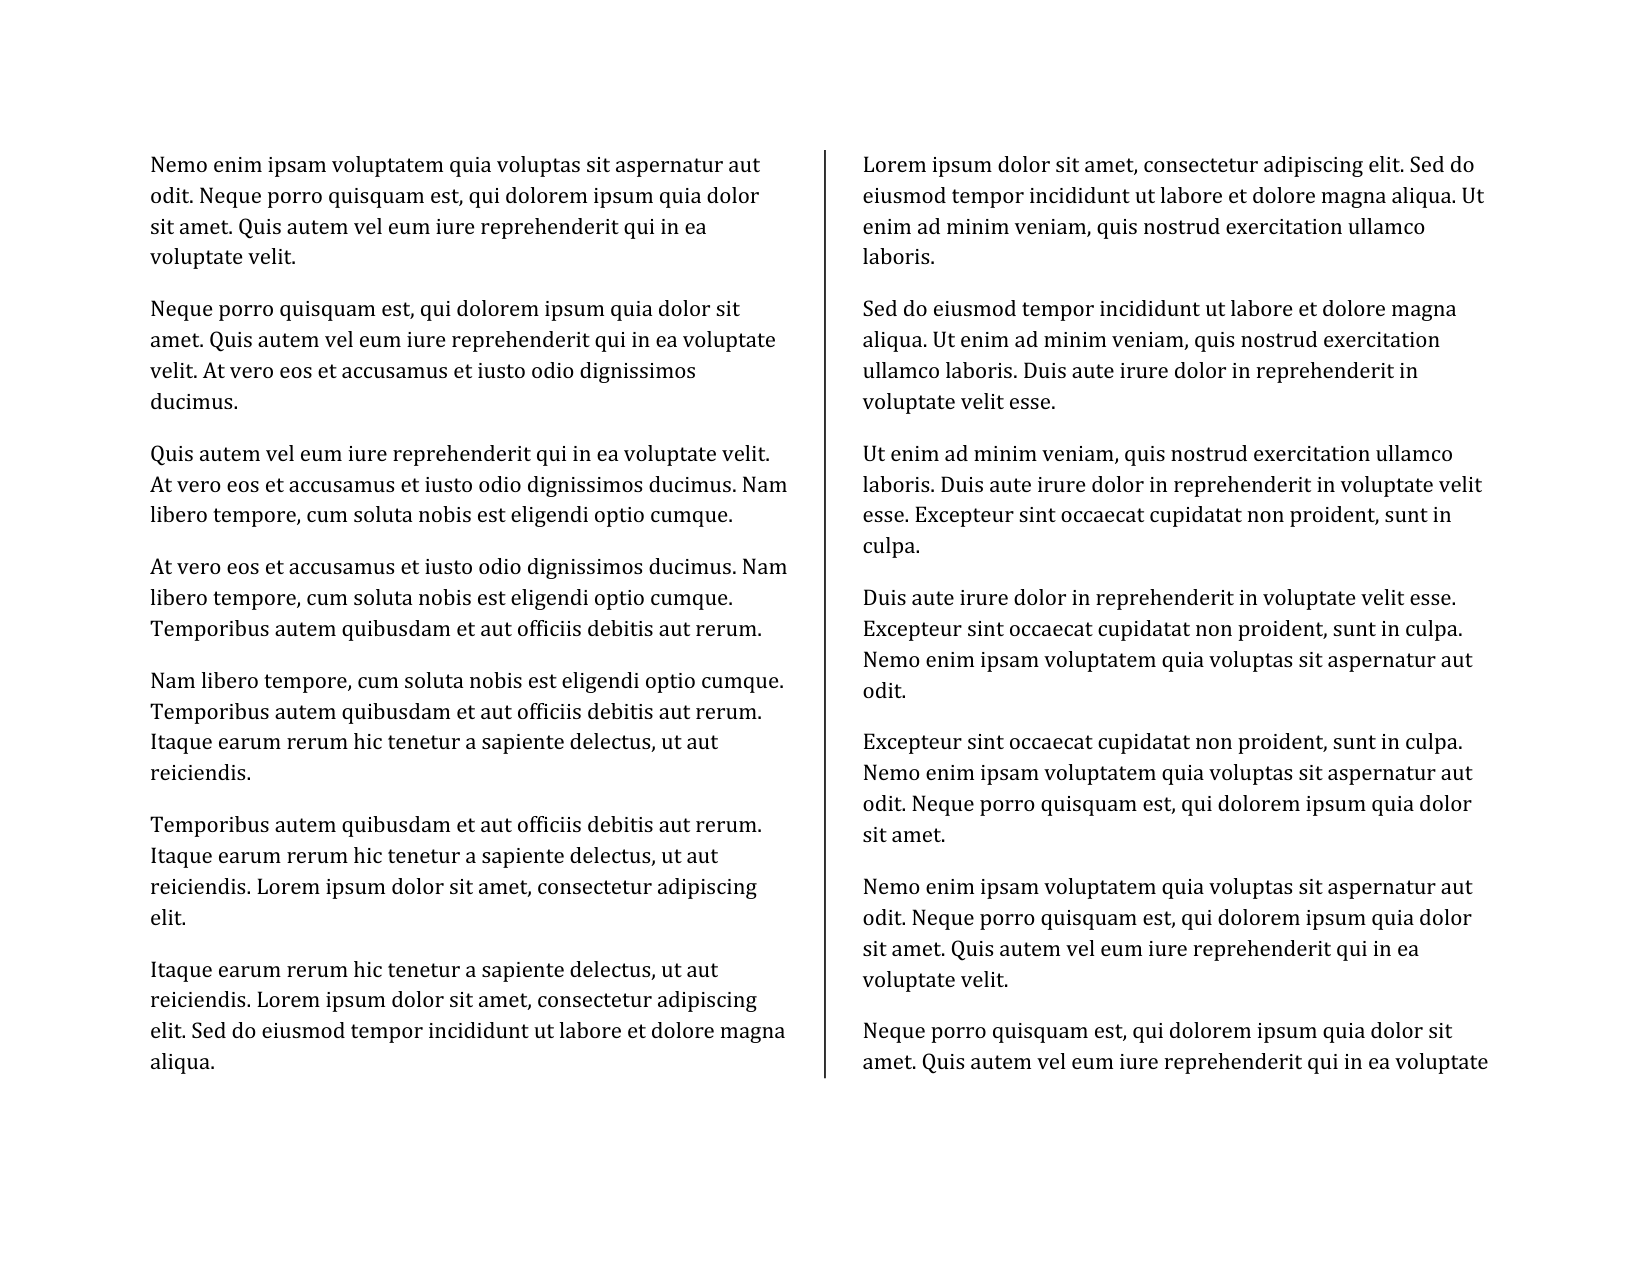 Nemo enim ipsam voluptatem quia voluptas sit aspernatur aut
odit. Neque porro quisquam est, qui dolorem ipsum quia dolor
sit amet. Quis autem vel eum iure reprehenderit qui in ea
voluptate velit.
Neque porro quisquam est, qui dolorem ipsum quia dolor sit
amet. Quis autem vel eum iure reprehenderit qui in ea voluptate
velit. At vero eos et accusamus et iusto odio dignissimos
ducimus.
Quis autem vel eum iure reprehenderit qui in ea voluptate velit.
At vero eos et accusamus et iusto odio dignissimos ducimus. Nam
libero tempore, cum soluta nobis est eligendi optio cumque.
At vero eos et accusamus et iusto odio dignissimos ducimus. Nam
libero tempore, cum soluta nobis est eligendi optio cumque.
Temporibus autem quibusdam et aut officiis debitis aut rerum.
Nam libero tempore, cum soluta nobis est eligendi optio cumque.
Temporibus autem quibusdam et aut officiis debitis aut rerum.
Itaque earum rerum hic tenetur a sapiente delectus, ut aut
reiciendis.
Temporibus autem quibusdam et aut officiis debitis aut rerum.
Itaque earum rerum hic tenetur a sapiente delectus, ut aut
reiciendis. Lorem ipsum dolor sit amet, consectetur adipiscing
elit.
Itaque earum rerum hic tenetur a sapiente delectus, ut aut
reiciendis. Lorem ipsum dolor sit amet, consectetur adipiscing
elit. Sed do eiusmod tempor incididunt ut labore et dolore magna
aliqua.
Lorem ipsum dolor sit amet, consectetur adipiscing elit. Sed do
eiusmod tempor incididunt ut labore et dolore magna aliqua. Ut
enim ad minim veniam, quis nostrud exercitation ullamco
laboris.
Sed do eiusmod tempor incididunt ut labore et dolore magna
aliqua. Ut enim ad minim veniam, quis nostrud exercitation
ullamco laboris. Duis aute irure dolor in reprehenderit in
voluptate velit esse.
Ut enim ad minim veniam, quis nostrud exercitation ullamco
laboris. Duis aute irure dolor in reprehenderit in voluptate velit
esse. Excepteur sint occaecat cupidatat non proident, sunt in
culpa.
Duis aute irure dolor in reprehenderit in voluptate velit esse.
Excepteur sint occaecat cupidatat non proident, sunt in culpa.
Nemo enim ipsam voluptatem quia voluptas sit aspernatur aut
odit.
Excepteur sint occaecat cupidatat non proident, sunt in culpa.
Nemo enim ipsam voluptatem quia voluptas sit aspernatur aut
odit. Neque porro quisquam est, qui dolorem ipsum quia dolor
sit amet.
Nemo enim ipsam voluptatem quia voluptas sit aspernatur aut
odit. Neque porro quisquam est, qui dolorem ipsum quia dolor
sit amet. Quis autem vel eum iure reprehenderit qui in ea
voluptate velit.
Neque porro quisquam est, qui dolorem ipsum quia dolor sit
amet. Quis autem vel eum iure reprehenderit qui in ea voluptate